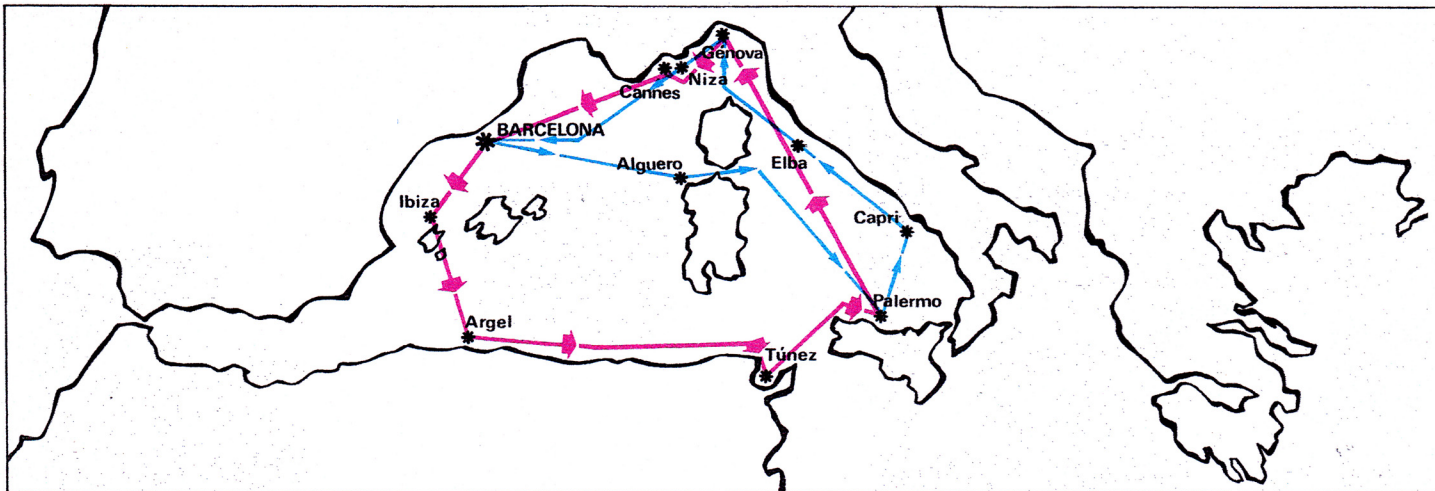 Génova
Niza
Cannes
BARCELONA
Alguero
Elba
Ibiza
Capri
Palermo
Argel
Túnez